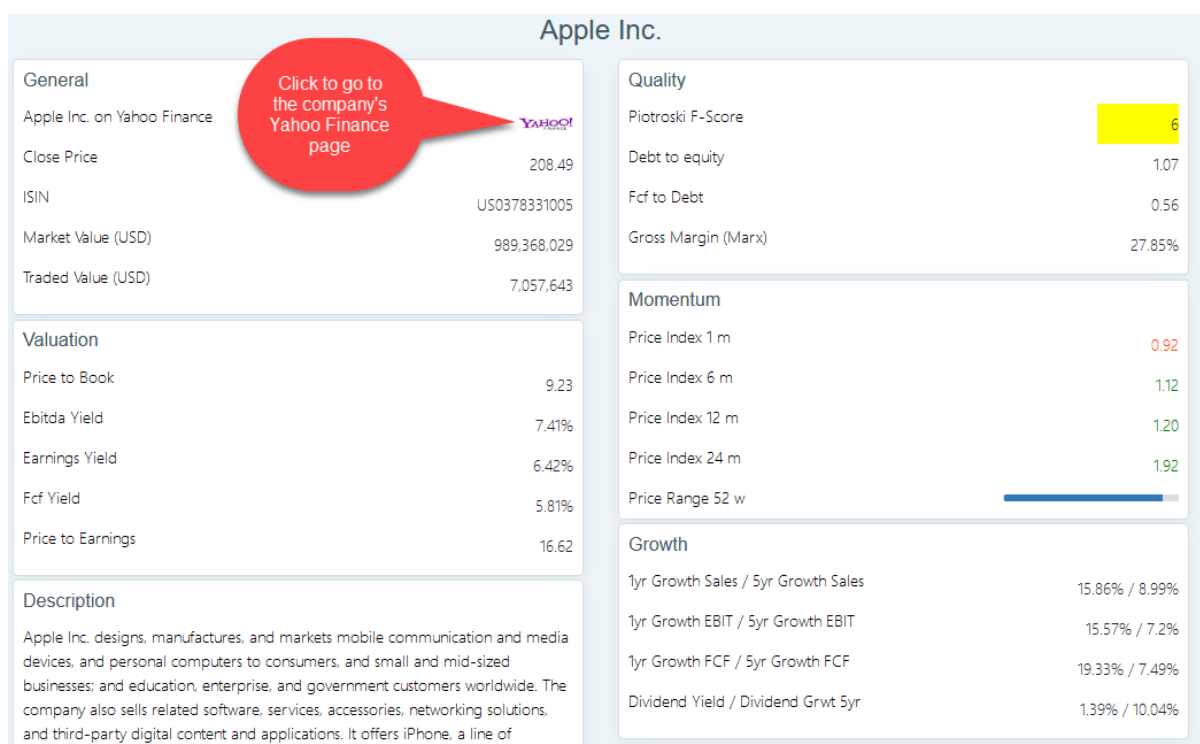 Apple Inc.
General
Apple Inc. on Yahoo Finance
YAHOO!
FINANCE
Click to go to
the company's
Yahoo Finance
page
Close Price 208.49
ISIN US0378331005
Market Value (USD) 989,368,029
Traded Value (USD) 7,057,643
Valuation
Price to Book 9.23
Ebitda Yield 7.41%
Earnings Yield 6.42%
Fcf Yield 5.81%
Price to Earnings 16.62
Description
Apple Inc. designs, manufactures, and markets mobile communication and media
devices, and personal computers to consumers, and small and mid-sized
businesses; and education, enterprise, and government customers worldwide. The
company also sells related software, services, accessories, networking solutions,
and third-party digital content and applications. It offers iPhone, a line of
Quality
Piotroski F-Score 6
Debt to equity 1.07
Fcf to Debt 0.56
Gross Margin (Marx) 27.85%
Momentum
Price Index 1 m 0.92
Price Index 6 m 1.12
Price Index 12 m 1.20
Price Index 24 m 1.92
Price Range 52 w
Growth
1yr Growth Sales / 5yr Growth Sales 15.86% / 8.99%
1yr Growth EBIT / 5yr Growth EBIT 15.57% / 7.2%
1yr Growth FCF / 5yr Growth FCF 19.33% / 7.49%
Dividend Yield / Dividend Grwt 5yr 1.39% / 10.04%